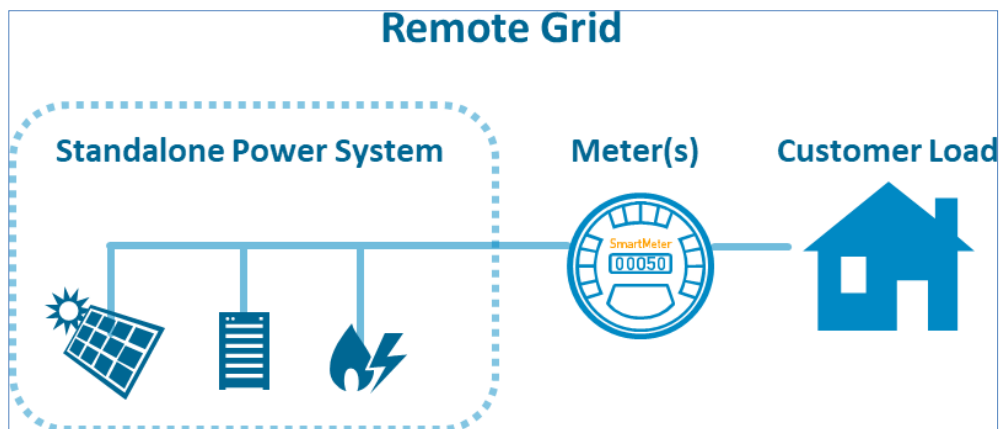 Remote Grid
Standalone Power System
Meter(s)
Customer Load
SmartMeter
00050